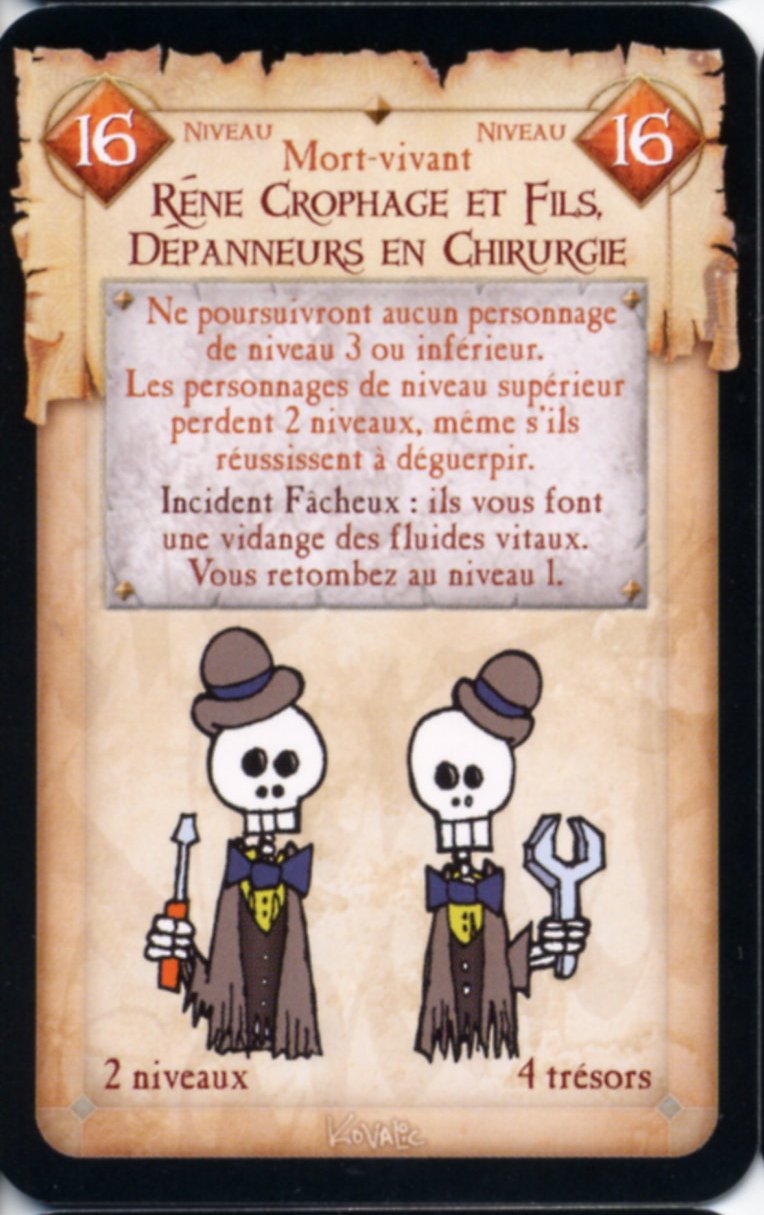 16 Niveau Niveau 16
Mort-vivant
Réne Crophage et Fils,
Dépanneurs en Chirurgie
Ne poursuivront aucun personnage
de niveau 3 ou inférieur.
Les personnages de niveau supérieur
perdent 2 niveaux, même s'ils
réussissent à déguerpir.
Incident Fâcheux : ils vous font
une vidange des fluides vitaux.
Vous retombez au niveau 1.
2 niveaux 4 trésors
Kovalic